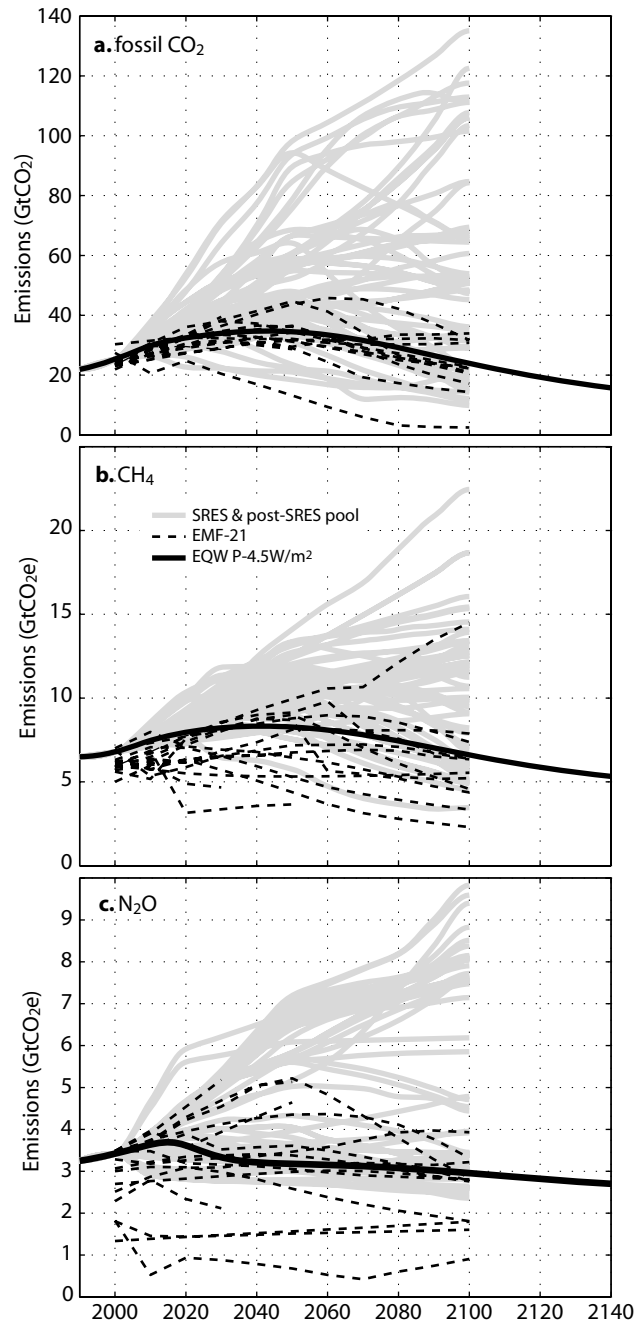 140
a. fossil CO₂
120
100
80
60
40
20
0
Emissions (GtCO₂)
b. CH₄
SRES & post-SRES pool
EMF-21
EQW P-4.5W/m²
20
15
10
5
0
Emissions (GtCO₂e)
c. N₂O
9
8
7
6
5
4
3
2
1
0
Emissions (GtCO₂e)
2000 2020 2040 2060 2080 2100 2120 2140